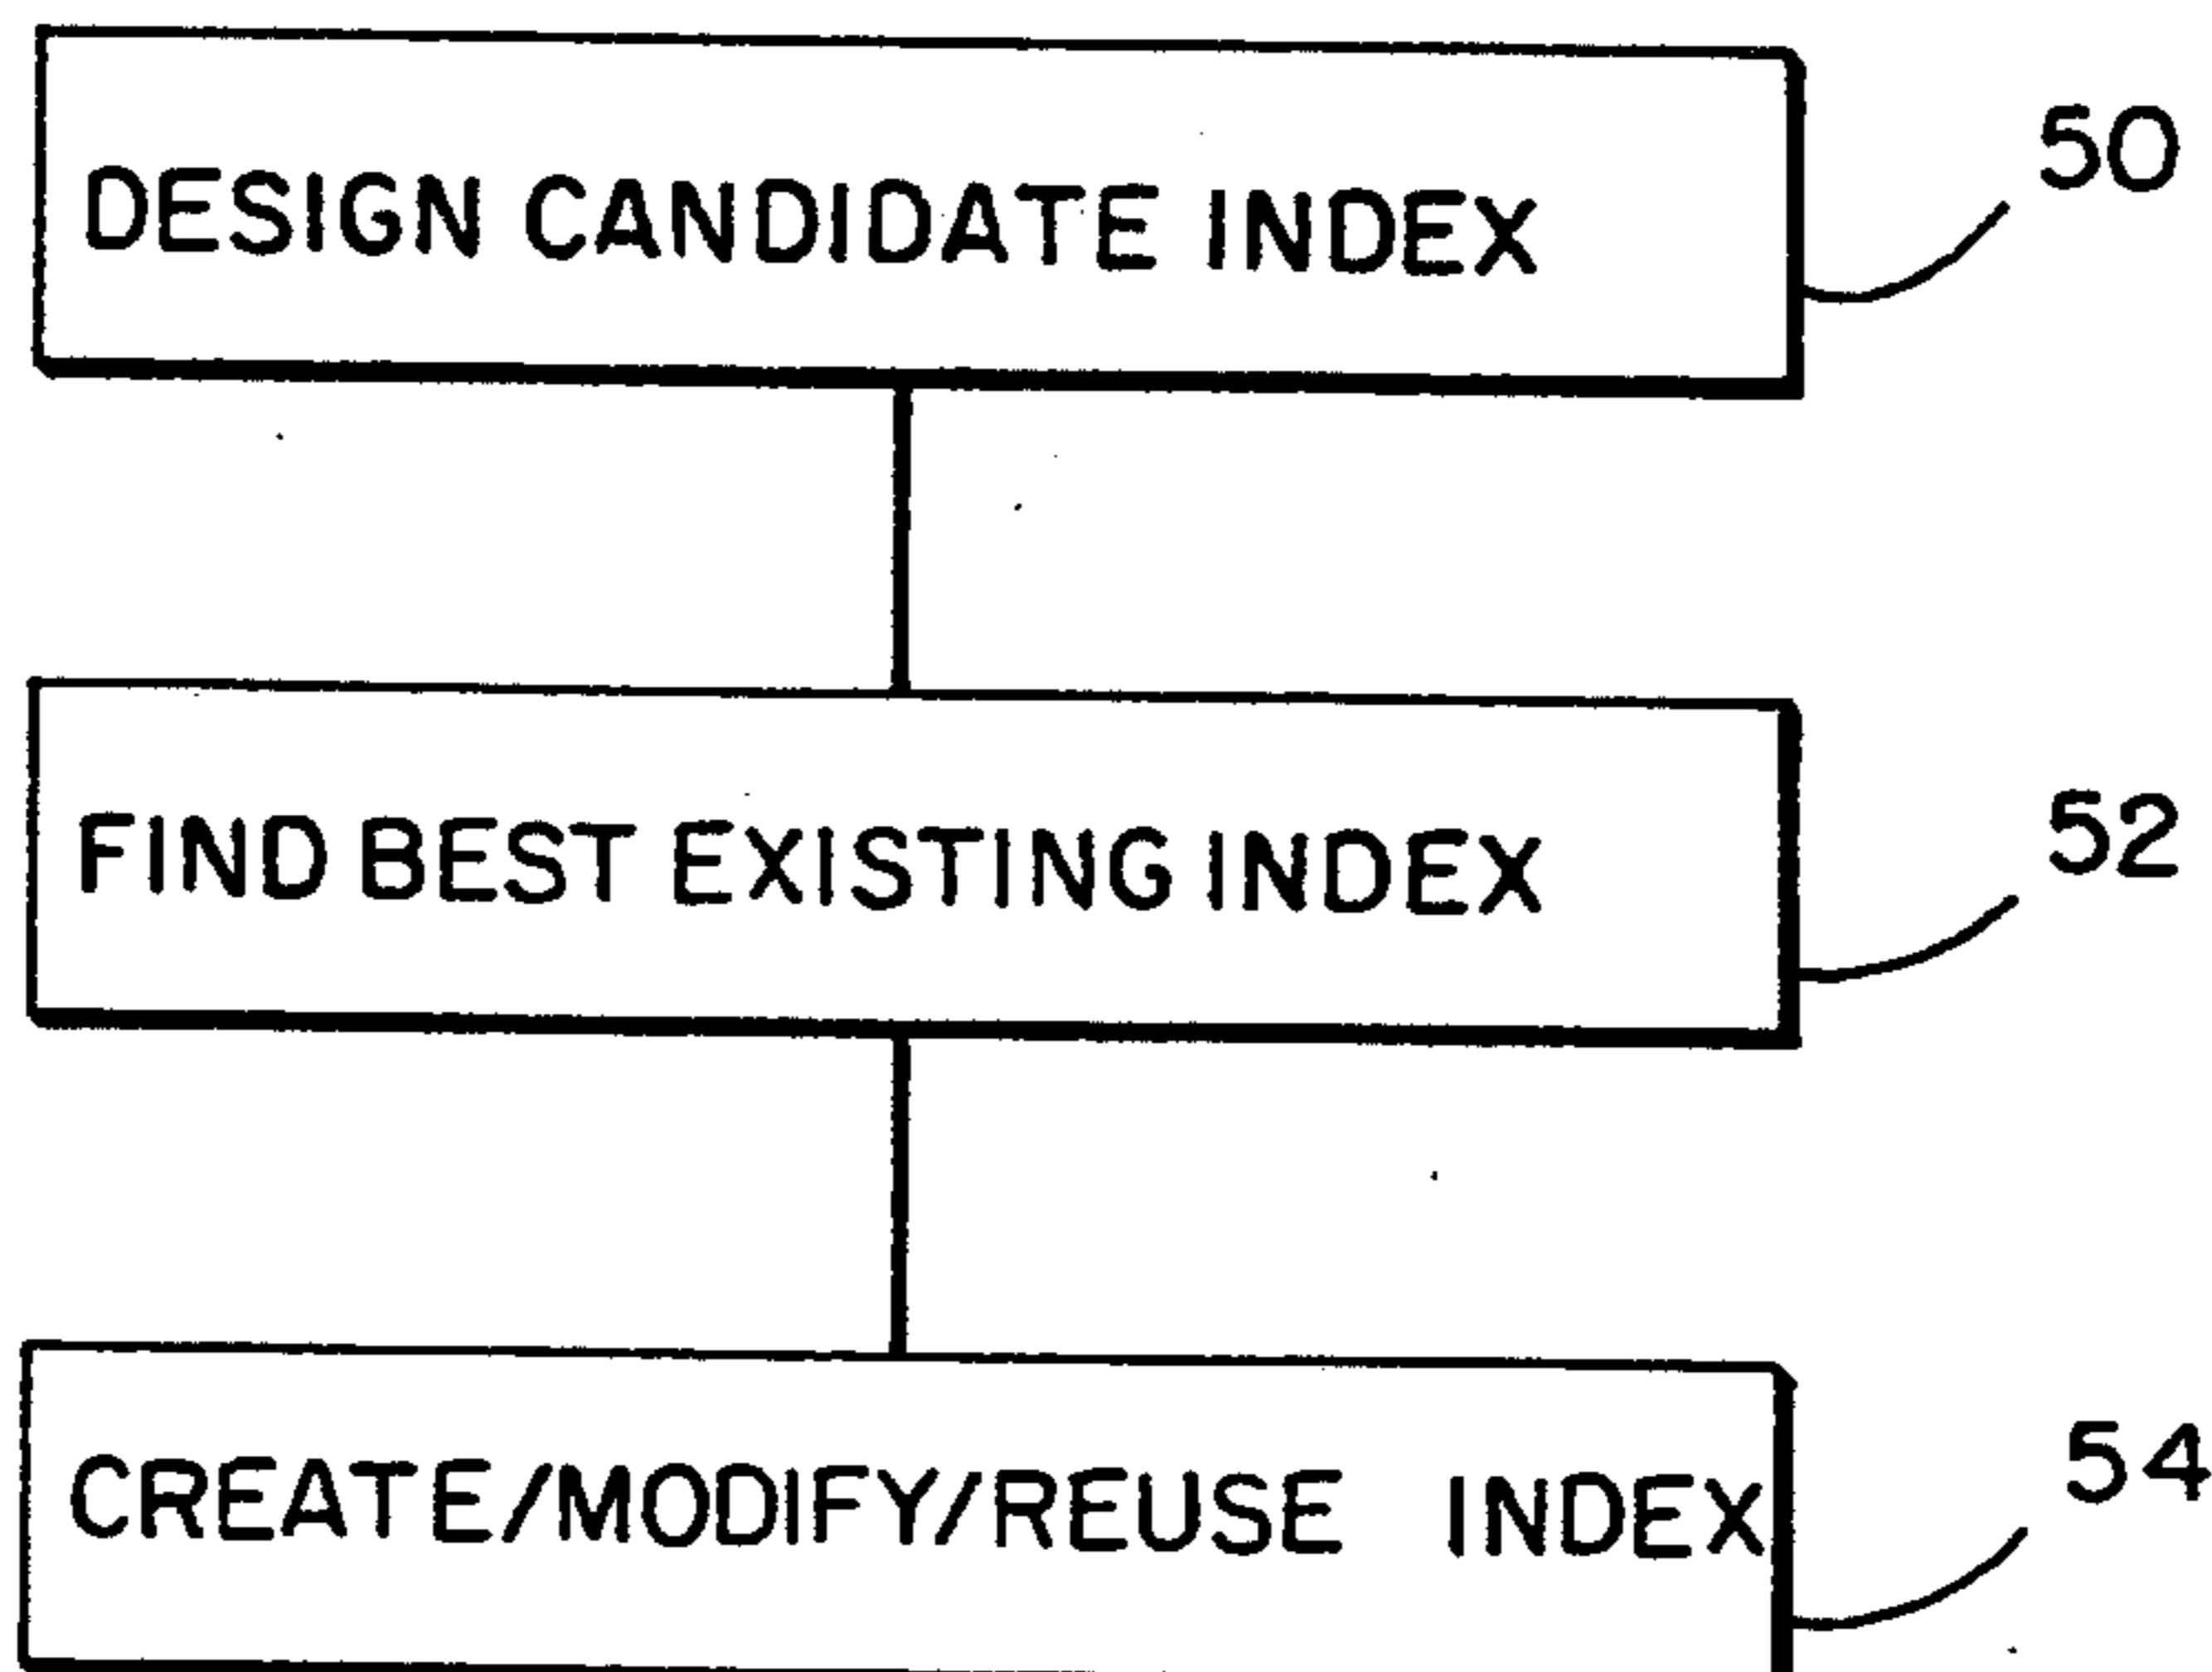 DESIGN CANDIDATE INDEX
50
FIND BEST EXISTING INDEX
52
CREATE/MODIFY/REUSE INDEX
54